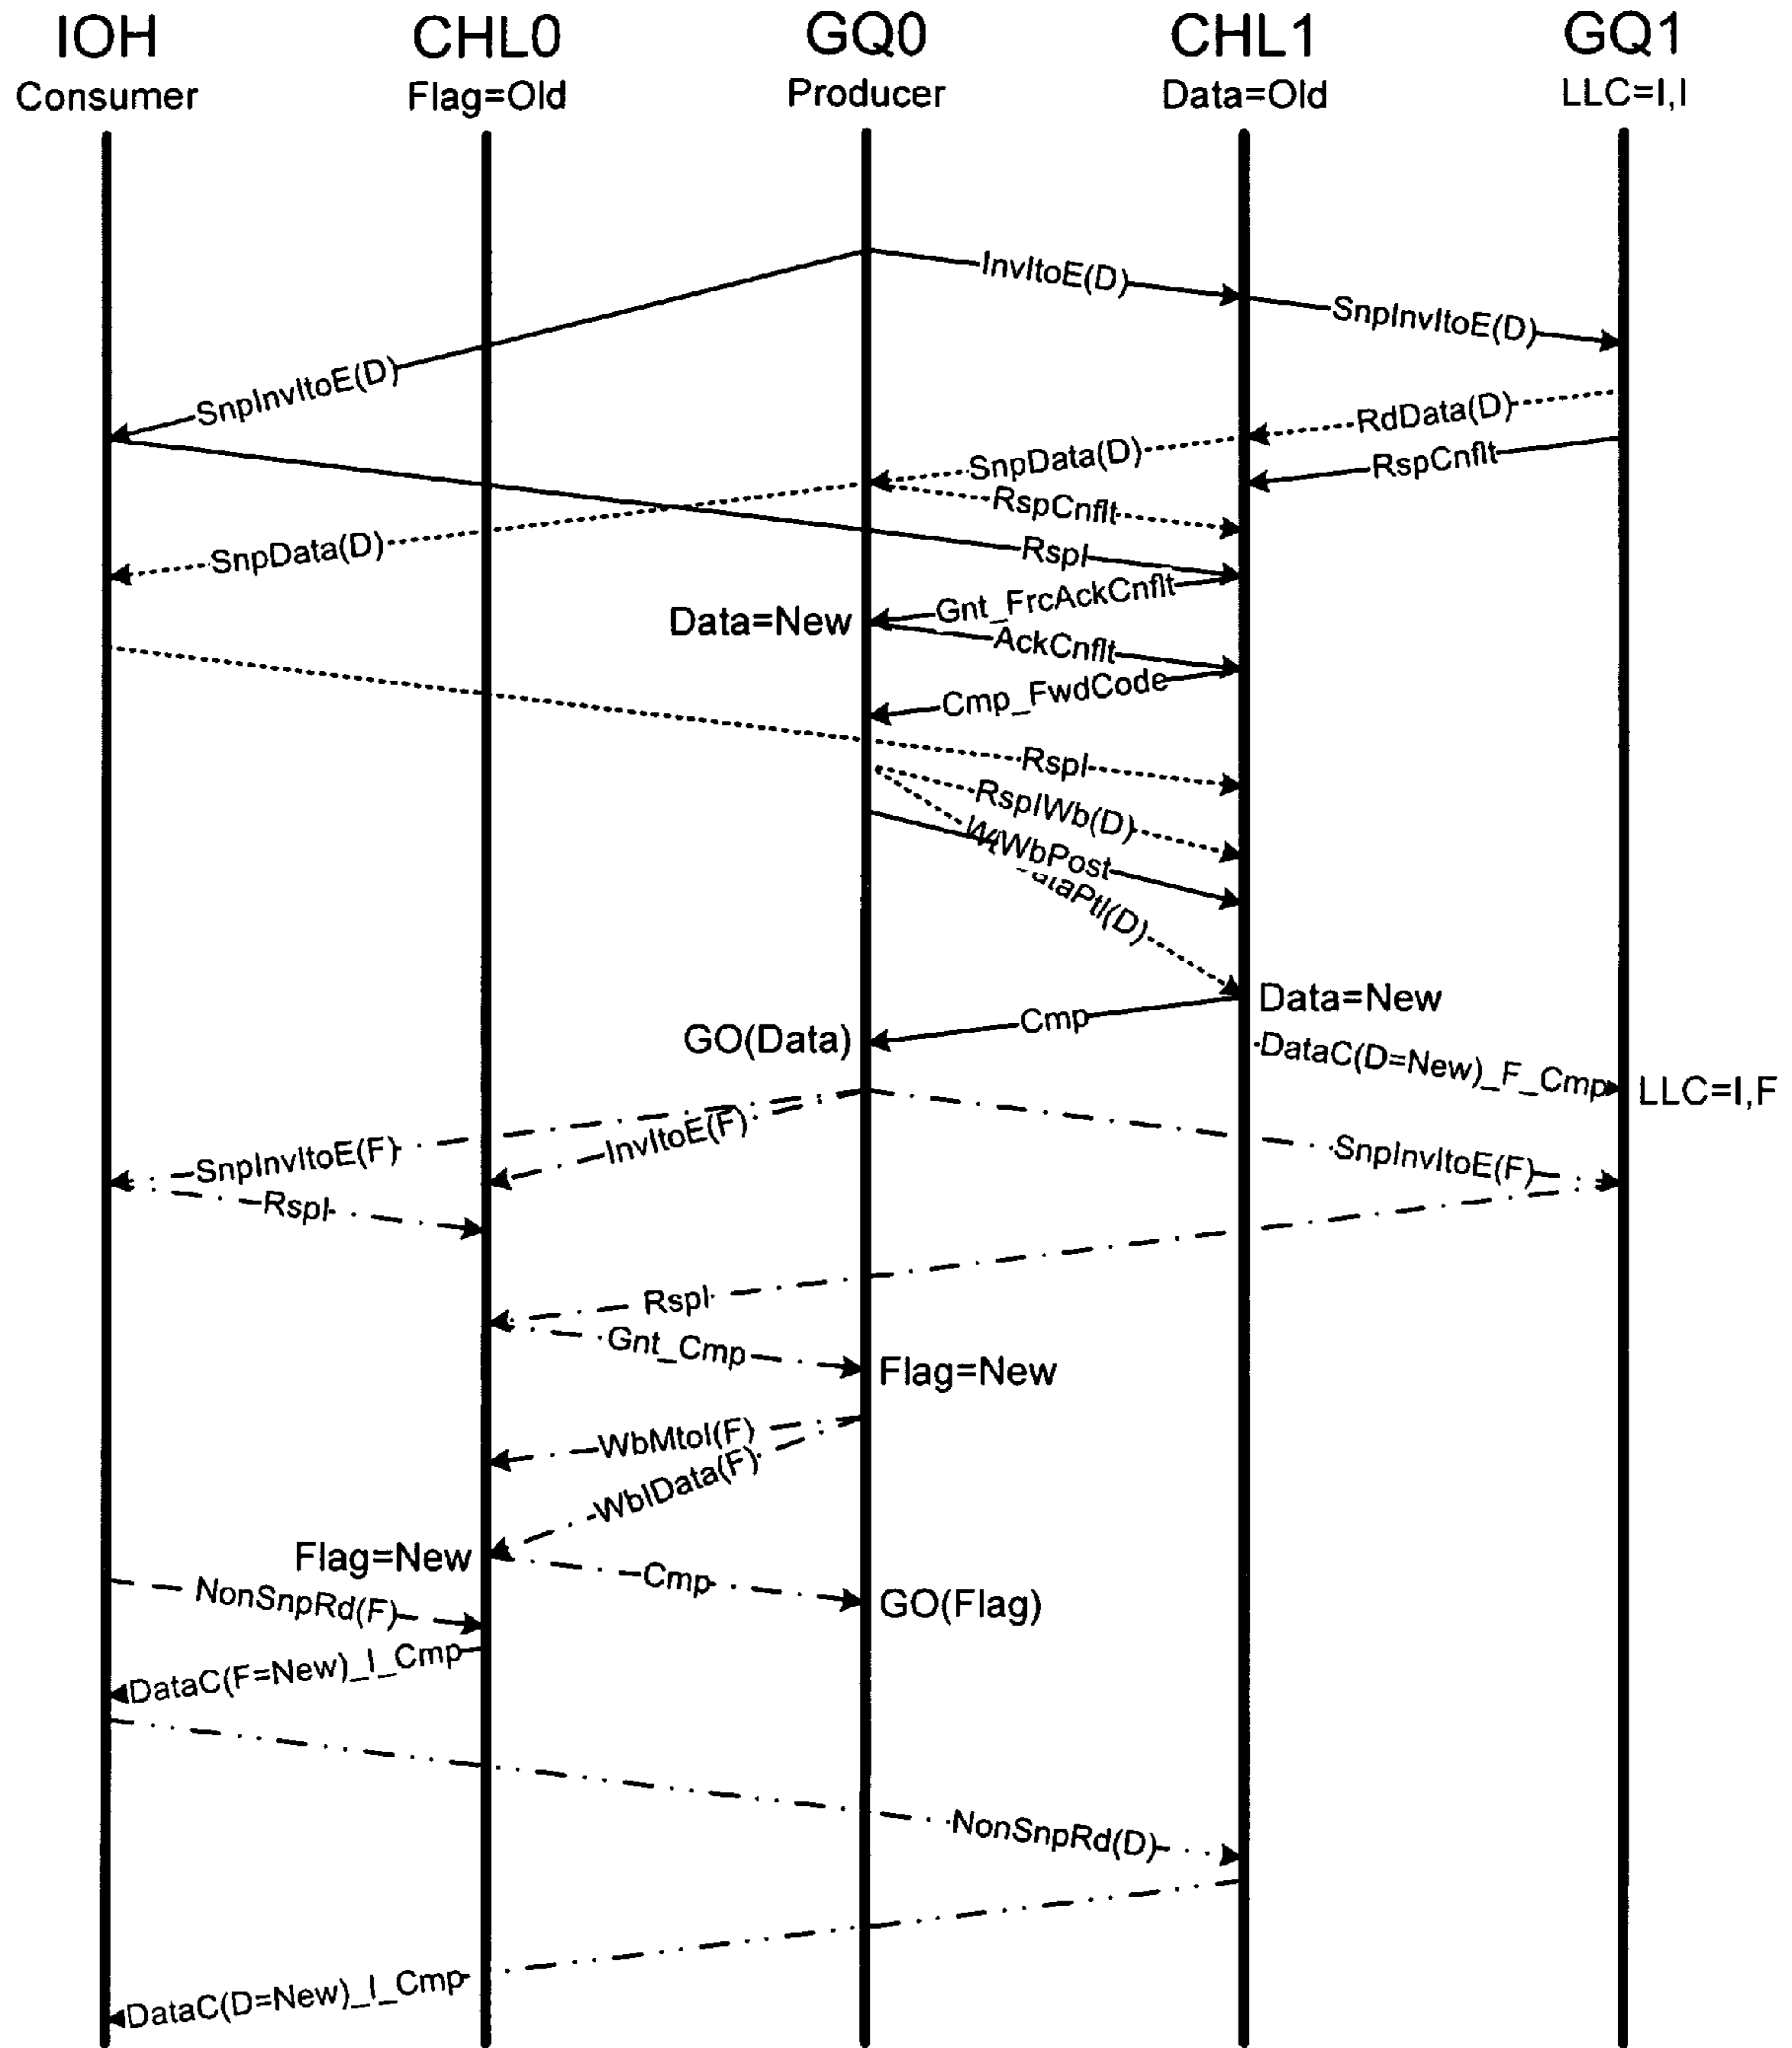 IOH
CHL0
GQ0
CHL1
GQ1
Consumer
Flag=Old
Producer
Data=Old
LLC=I,I
InvItoE(D)
SnpInvItoE(D)
SnpInvItoE(D)
RdData(D)
SnpData(D)
RspCnflt
RspCnflt
SnpData(D)
RspI
Gnt_FrcAckCnflt
Data=New
AckCnflt
Cmp_FwdCode
RspI
RspIWb(D)
WbPost
ataPtl(D)
Data=New
Cmp
GO(Data)
DataC(D=New)_F_Cmp
LLC=I,F
InvItoE(F)
SnpInvItoE(F)
SnpInvItoE(F)
RspI
RspI
Gnt_Cmp
Flag=New
WbMtoI(F)
WbIData(F)
Flag=New
Cmp
NonSnpRd(F)
GO(Flag)
DataC(F=New)_I_Cmp
NonSnpRd(D)
DataC(D=New)_I_Cmp